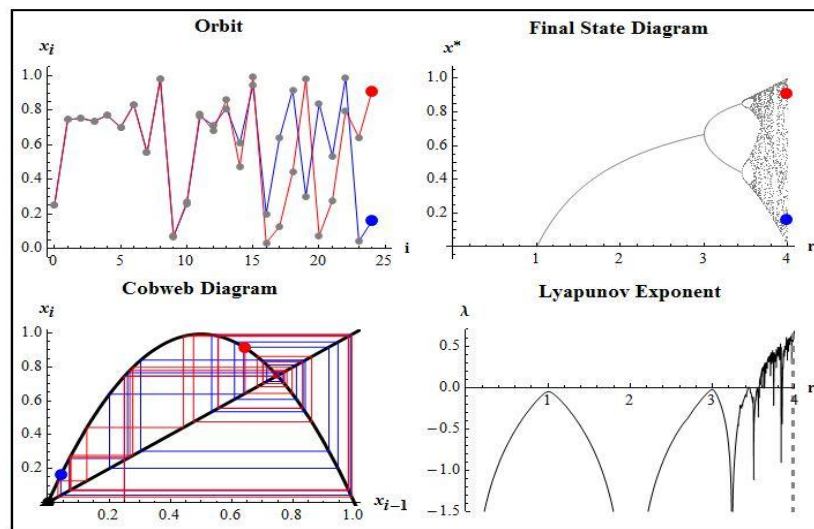 Orbit
x_i
1.0
0.8
0.6
0.4
0.2
0.0
0 5 10 15 20 25 i
Final State Diagram
x*
1.0
0.8
0.6
0.4
0.2
1 2 3 4 r
Cobweb Diagram
x_i
1.0
0.8
0.6
0.4
0.2
0.2 0.4 0.6 0.8 1.0 x_{i-1}
Lyapunov Exponent
λ
0.5
0.0
1 2 3 4 r
-0.5
-1.0
-1.5